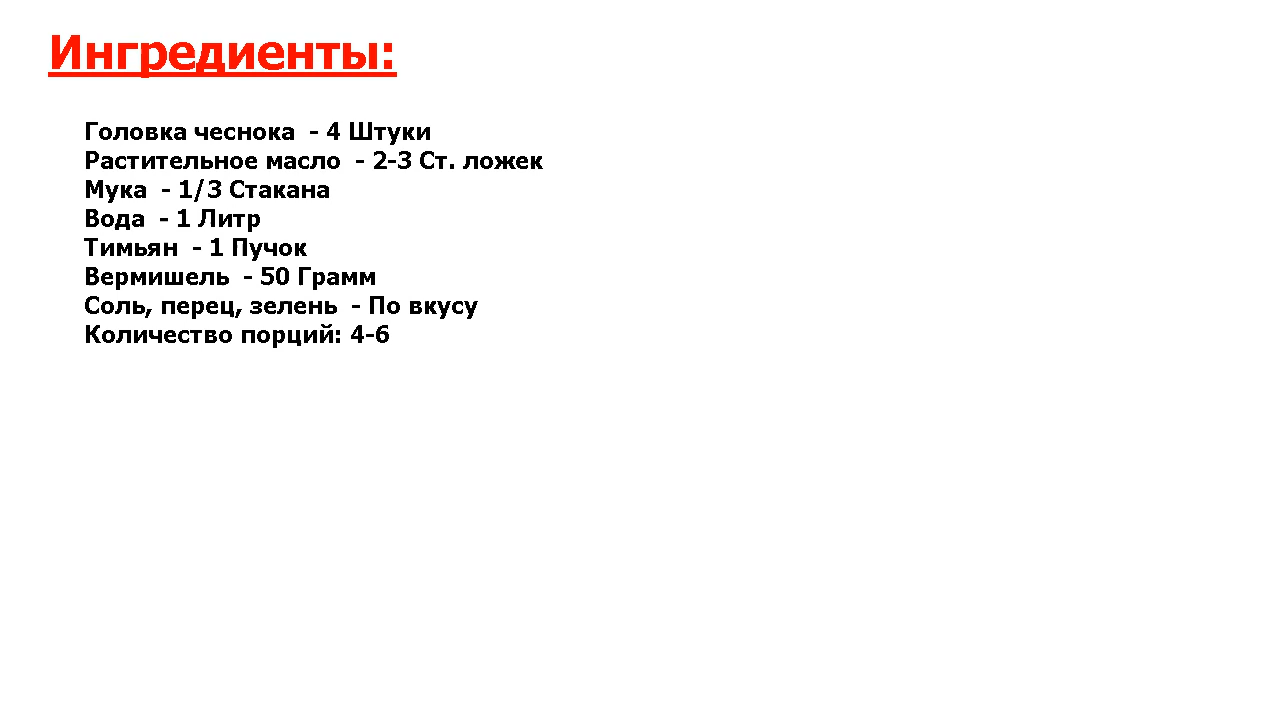 Ингредиенты:
Головка чеснока  - 4 Штуки
Растительное масло  - 2-3 Ст. ложек
Мука  - 1/3 Стакана
Вода  - 1 Литр
Тимьян  - 1 Пучок
Вермишель  - 50 Грамм
Соль, перец, зелень  - По вкусу
Количество порций: 4-6